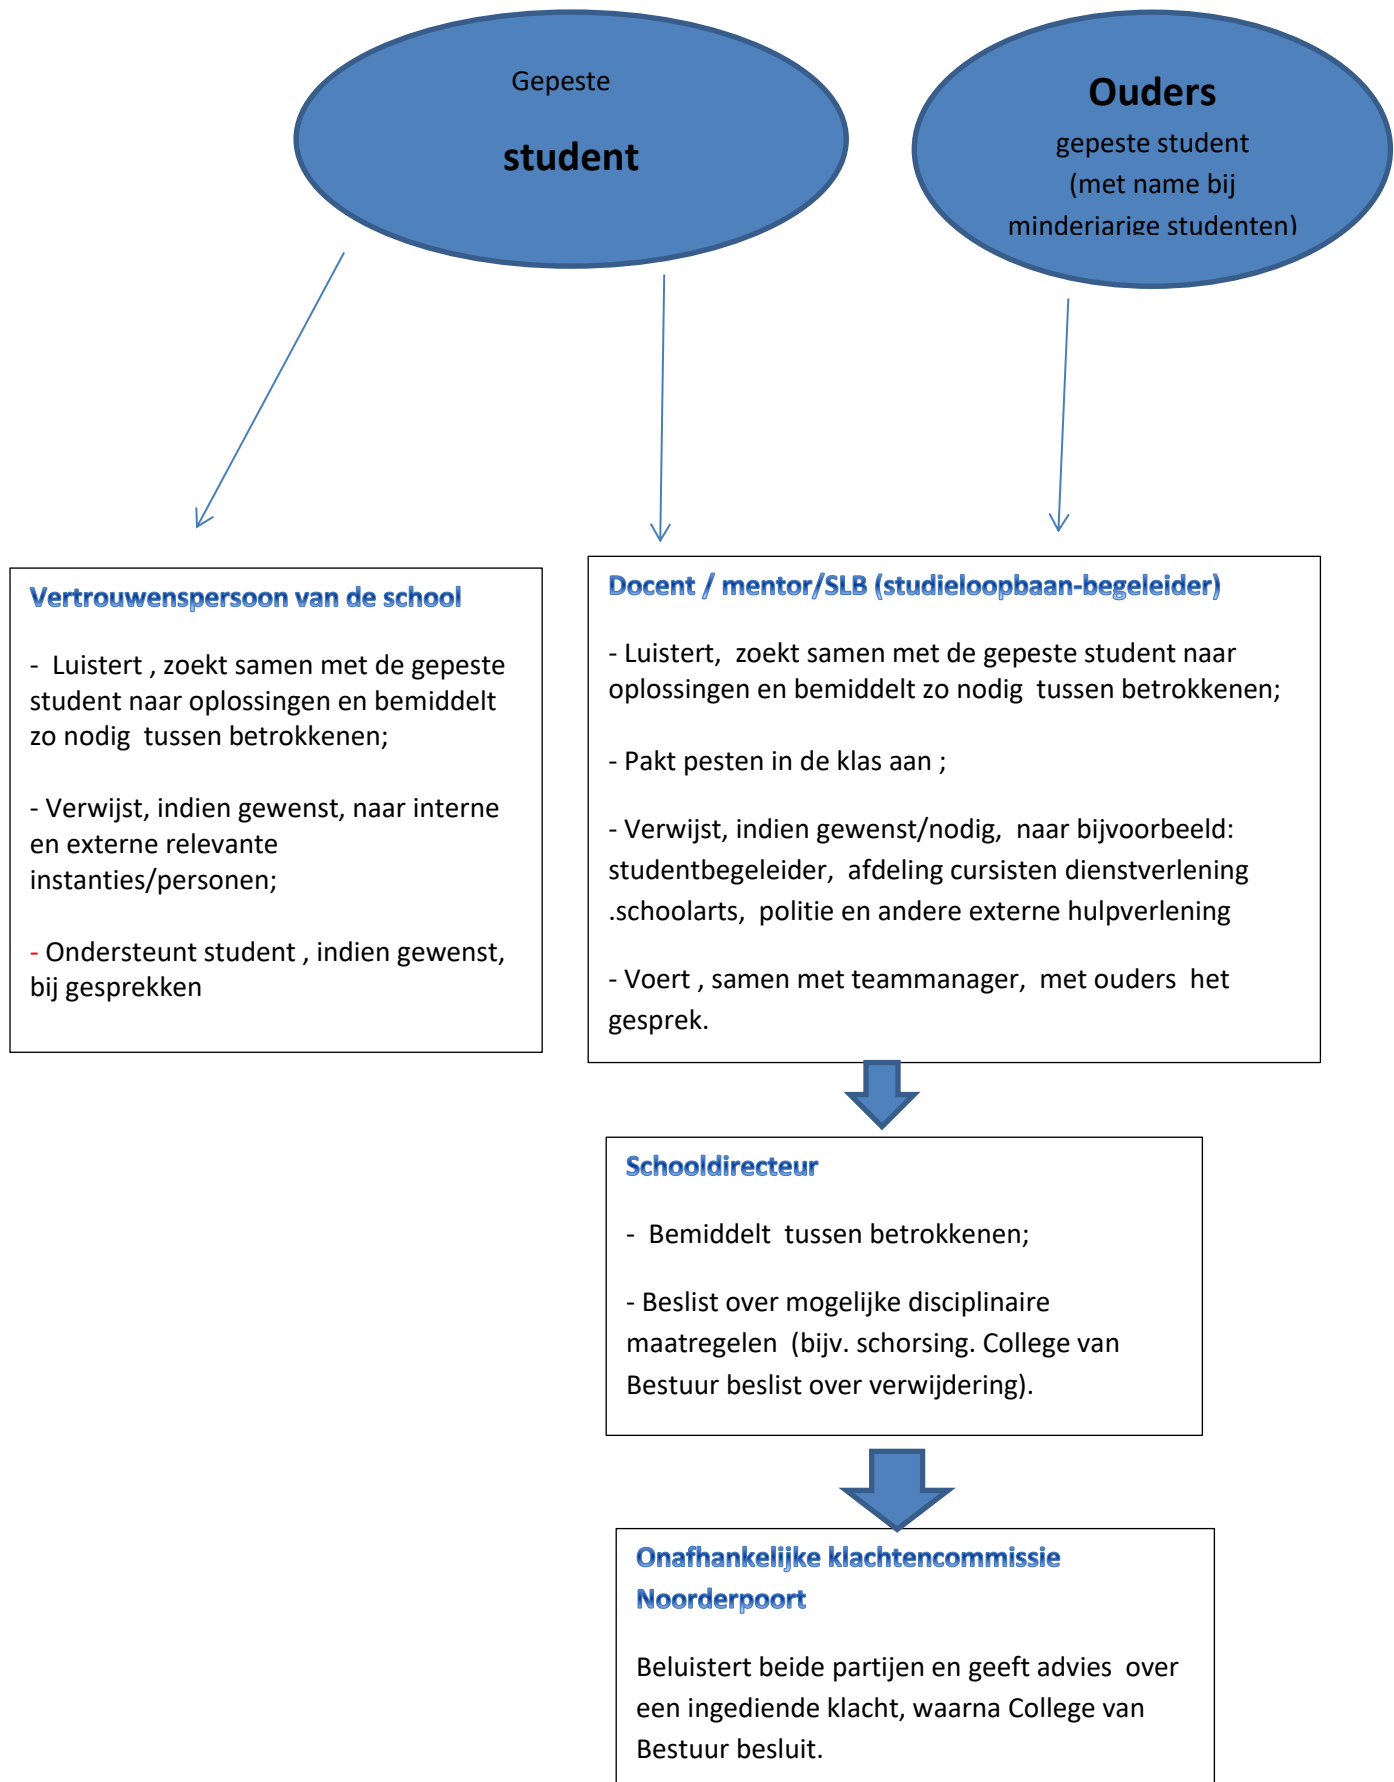 Gepeste
student
Ouders
gepeste student
(met name bij
minderjarige studenten)
Vertrouwenspersoon van de school
- Luistert , zoekt samen met de gepeste
student naar oplossingen en bemiddelt
zo nodig tussen betrokkenen;
- Verwijst, indien gewenst, naar interne
en externe relevante
instanties/personen;
- Ondersteunt student , indien gewenst,
bij gesprekken
Docent / mentor/SLB (studieloopbaan-begeleider)
- Luistert, zoekt samen met de gepeste student naar
oplossingen en bemiddelt zo nodig tussen betrokkenen;
- Pakt pesten in de klas aan ;
- Verwijst, indien gewenst/nodig, naar bijvoorbeeld:
studentbegeleider, afdeling cursisten dienstverlening
.schoolarts, politie en andere externe hulpverlening
- Voert , samen met teammanager, met ouders het
gesprek.
Schooldirecteur
- Bemiddelt tussen betrokkenen;
- Beslist over mogelijke disciplinaire
maatregelen (bijv. schorsing. College van
Bestuur beslist over verwijdering).
Onafhankelijke klachtencommissie
Noorderpoort
Beluistert beide partijen en geeft advies over
een ingediende klacht, waarna College van
Bestuur besluit.